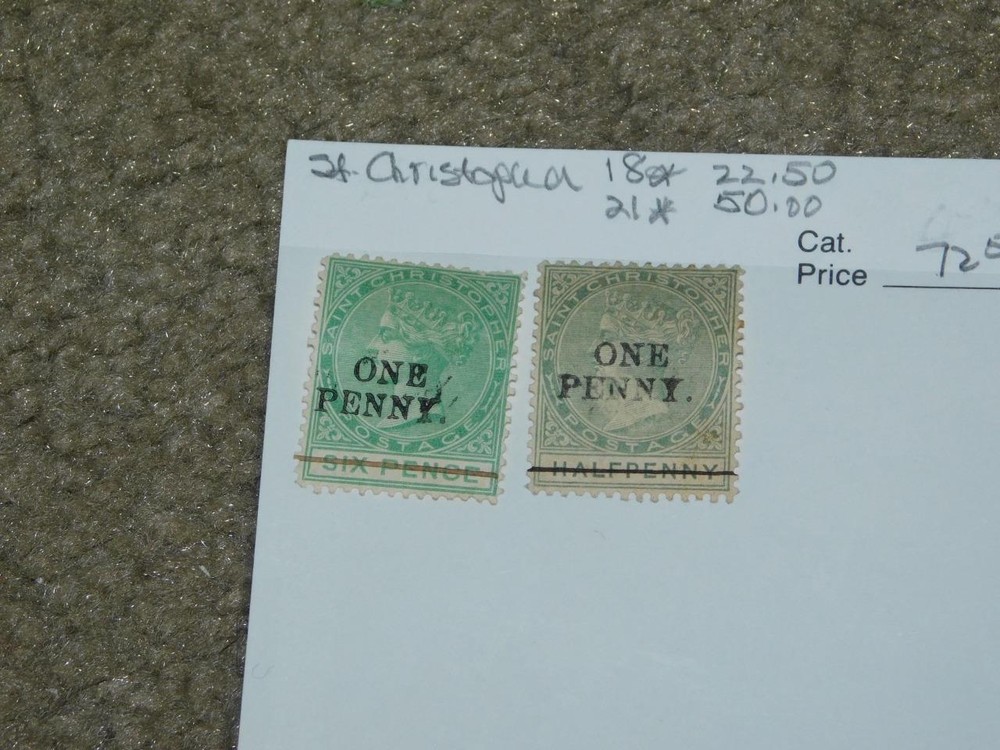 St. Christopher 18* 22.50
21* 50.00
Cat.
Price 72
SAINT CHRISTOPHER
ONE
PENNY.
POSTAGE
SIX PENCE
SAINT CHRISTOPHER
ONE
PENNY.
POSTAGE
HALFPENNY